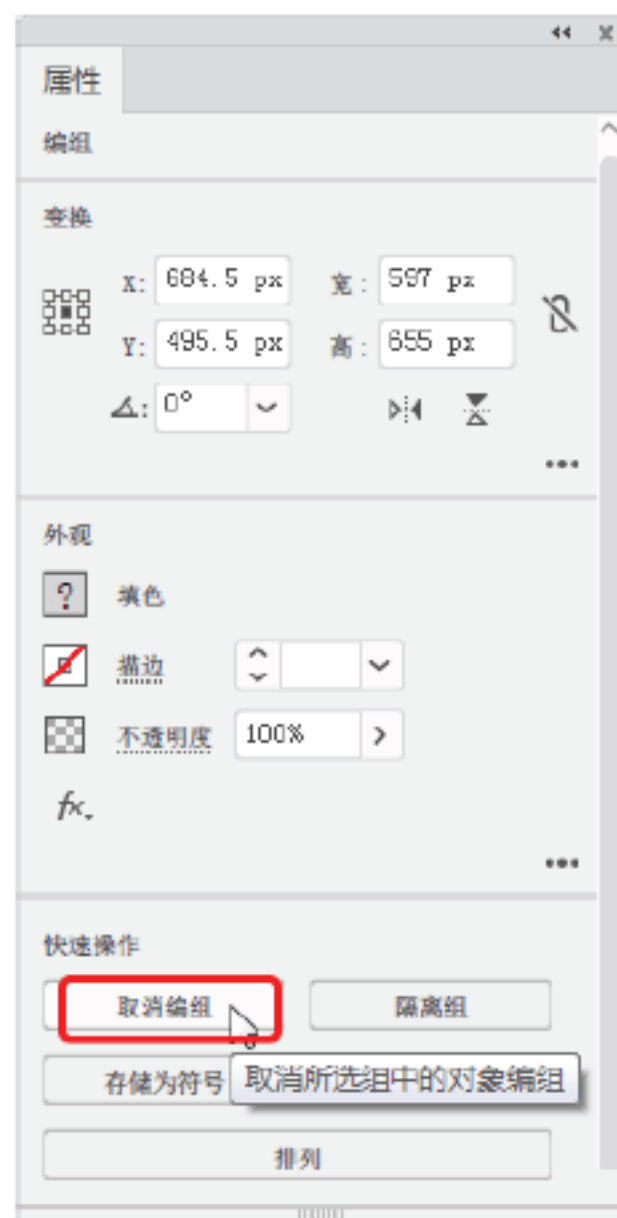 属性
编组
变换
X: 684.5 px 宽: 597 px
Y: 495.5 px 高: 655 px
0°
外观
? 填色
描边
不透明度 100%
fx.
快速操作
取消编组 隔离组
存储为符号 取消所选组中的对象编组
排列